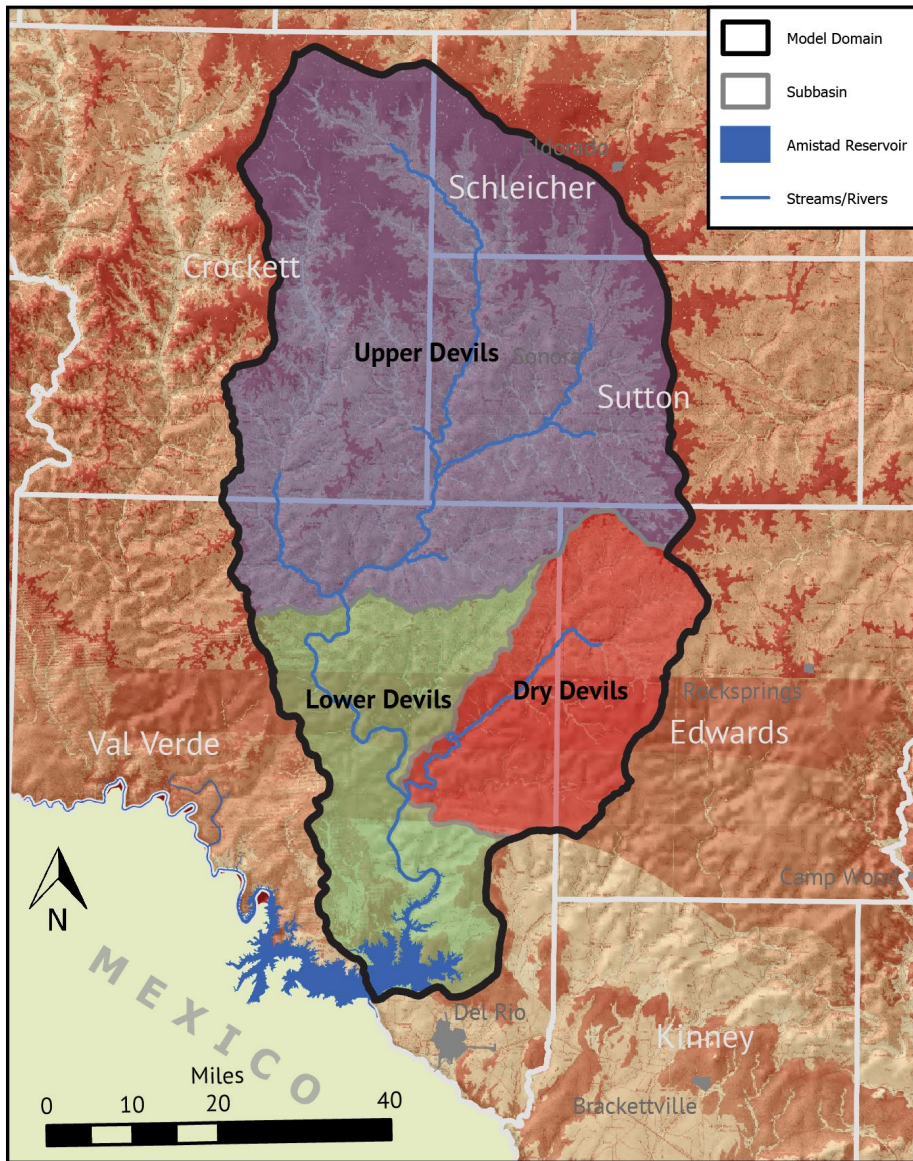 Model Domain
Subbasin
Amistad Reservoir
Streams/Rivers
Eldorado
Schleicher
Crockett
Upper Devils
Sonora
Sutton
Lower Devils
Dry Devils
Rocksprings
Val Verde
Edwards
Camp Wood
N
MEXICO
Del Rio
Kinney
Miles
Brackettville
0 10 20 40